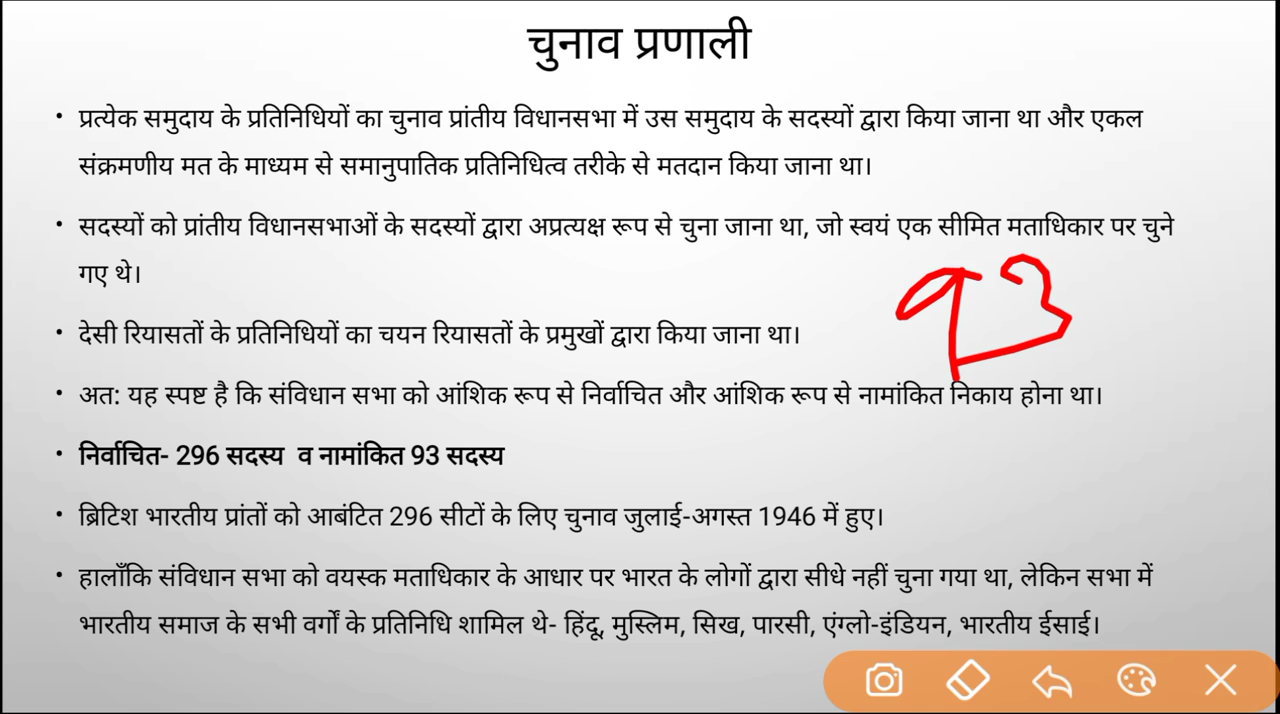 चुनाव प्रणाली
• प्रत्येक समुदाय के प्रतिनिधियों का चुनाव प्रांतीय विधानसभा में उस समुदाय के सदस्यों द्वारा किया जाना था और एकल
संक्रमणीय मत के माध्यम से समानुपातिक प्रतिनिधित्व तरीके से मतदान किया जाना था।
• सदस्यों को प्रांतीय विधानसभाओं के सदस्यों द्वारा अप्रत्यक्ष रूप से चुना जाना था, जो स्वयं एक सीमित मताधिकार पर चुने
गए थे।
93
• देसी रियासतों के प्रतिनिधियों का चयन रियासतों के प्रमुखों द्वारा किया जाना था।
• अत: यह स्पष्ट है कि संविधान सभा को आंशिक रूप से निर्वाचित और आंशिक रूप से नामांकित निकाय होना था।
• निर्वाचित- 296 सदस्य व नामांकित 93 सदस्य
• ब्रिटिश भारतीय प्रांतों को आबंटित 296 सीटों के लिए चुनाव जुलाई-अगस्त 1946 में हुए।
• हालाँकि संविधान सभा को वयस्क मताधिकार के आधार पर भारत के लोगों द्वारा सीधे नहीं चुना गया था, लेकिन सभा में
भारतीय समाज के सभी वर्गों के प्रतिनिधि शामिल थे- हिंदू, मुस्लिम, सिख, पारसी, एंग्लो-इंडियन, भारतीय ईसाई।